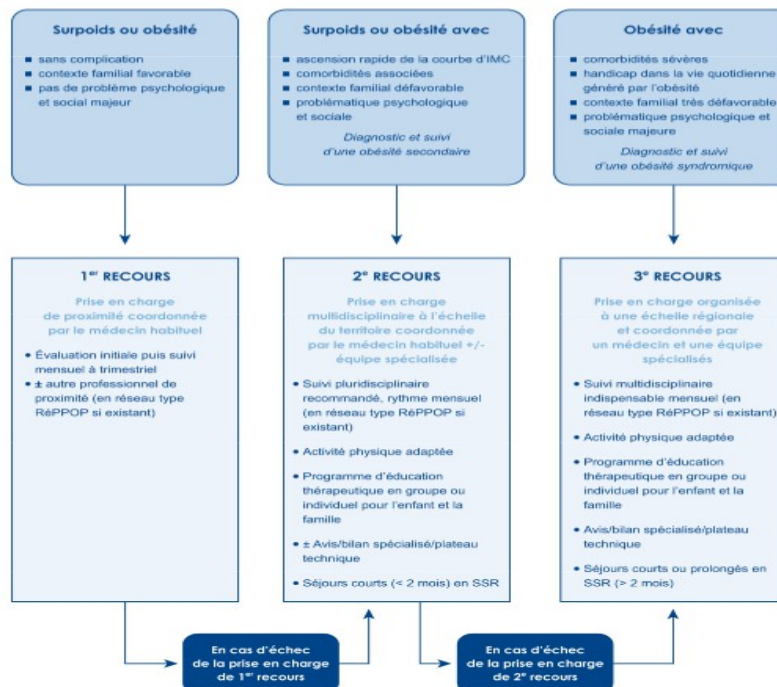 Surpoids ou obésité
▪ sans complication
▪ contexte familial favorable
▪ pas de problème psychologique
et social majeur
Surpoids ou obésité avec
▪ ascension rapide de la courbe d'IMC
▪ comorbidités associées
▪ contexte familial défavorable
▪ problématique psychologique
et sociale
Diagnostic et suivi
d'une obésité secondaire
Obésité avec
▪ comorbidités sévères
▪ handicap dans la vie quotidienne
généré par l'obésité
▪ contexte familial très défavorable
▪ problématique psychologique et
sociale majeure
Diagnostic et suivi
d'une obésité syndromique
1er RECOURS
Prise en charge
de proximité coordonnée
par le médecin habituel
• Évaluation initiale puis suivi
mensuel à trimestriel
• ± autre professionnel de
proximité (en réseau type
RéPPOP si existant)
2e RECOURS
Prise en charge
multidisciplinaire à l'échelle
du territoire coordonnée
par le médecin habituel +/-
équipe spécialisée
• Suivi pluridisciplinaire
recommandé, rythme mensuel
(en réseau type RéPPOP si
existant)
• Activité physique adaptée
• Programme d'éducation
thérapeutique en groupe ou
individuel pour l'enfant et la
famille
• ± Avis/bilan spécialisé/plateau
technique
• Séjours courts (< 2 mois) en SSR
3e RECOURS
Prise en charge organisée
à une échelle régionale
et coordonnée par
un médecin et une équipe
spécialisés
• Suivi multidisciplinaire
indispensable mensuel (en
réseau type RéPPOP si existant)
• Activité physique adaptée
• Programme d'éducation
thérapeutique en groupe ou
individuel pour l'enfant et la
famille
• Avis/bilan spécialisé/plateau
technique
• Séjours courts ou prolongés en
SSR (> 2 mois)
En cas d'échec
de la prise en charge
de 1er recours
En cas d'échec
de la prise en charge
de 2e recours